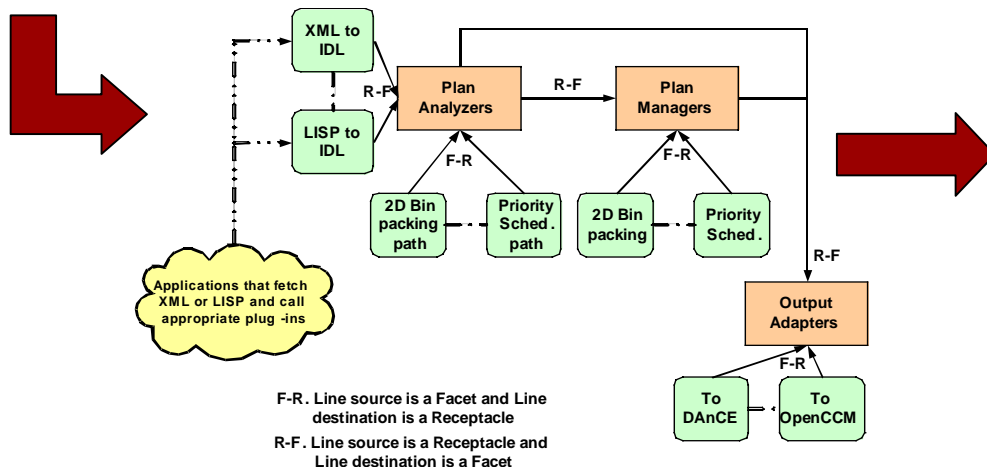 XML to
IDL
R-F
LISP to
IDL
Plan
Analyzers
R-F
Plan
Managers
F-R
F-R
2D Bin
packing
path
Priority
Sched.
path
2D Bin
packing
Priority
Sched.
R-F
Applications that fetch
XML or LISP and call
appropriate plug -ins
Output
Adapters
F-R
To
DAnCE
To
OpenCCM
F-R. Line source is a Facet and Line
destination is a Receptacle
R-F. Line source is a Receptacle and
Line destination is a Facet